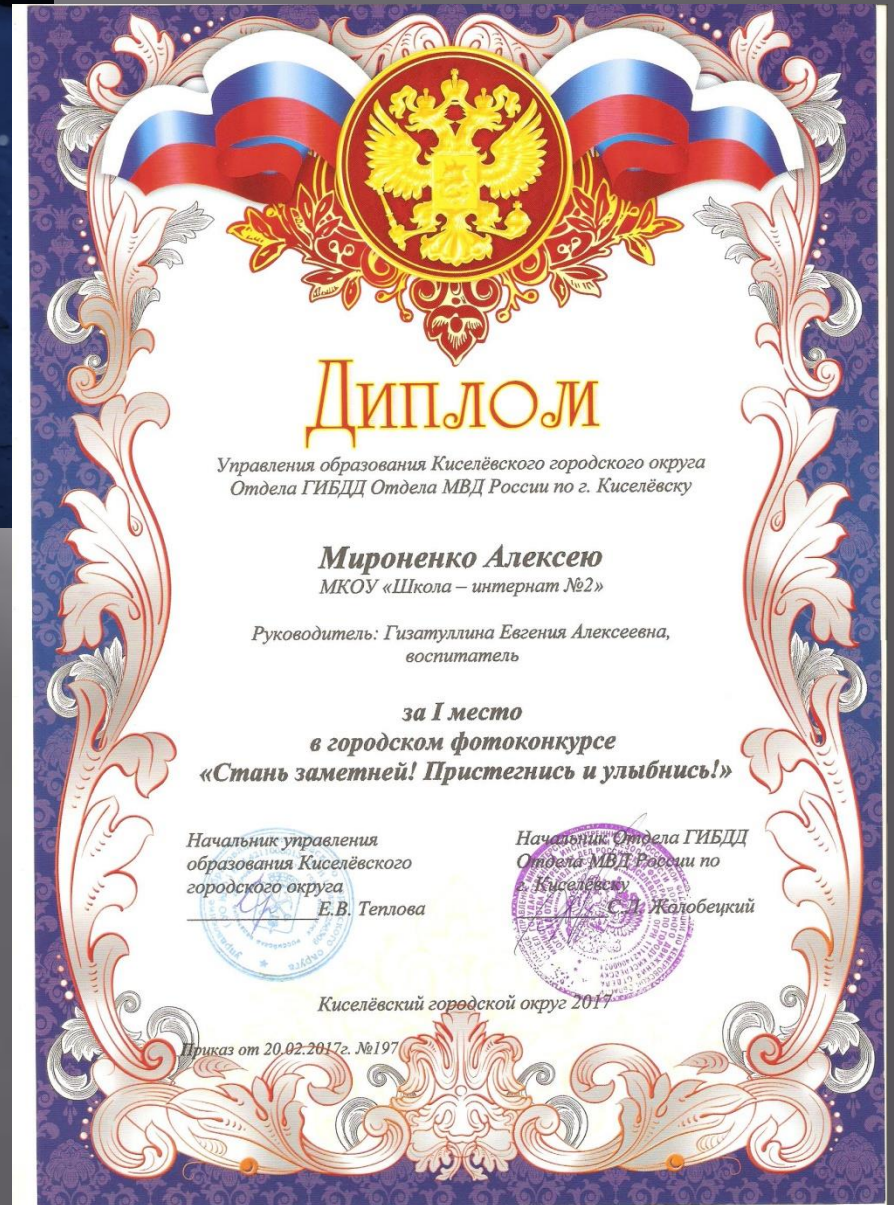 Диплом
Управления образования Киселёвского городского округа
Отдела ГИБДД Отдела МВД России по г. Киселёвску
Мироненко Алексею
МКОУ «Школа – интернат №2»
Руководитель: Гизатуллина Евгения Алексеевна,
воспитатель
за I место
в городском фотоконкурсе
«Стань заметней! Пристегнись и улыбнись!»
Начальник управления
образования Киселёвского
городского округа
Е.В. Теплова
Начальник Отдела ГИБДД
Отдела МВД России по
г. Киселёвску
С.Л. Жолобецкий
Киселёвский городской округ 2017
Приказ от 20.02.2017г. №197